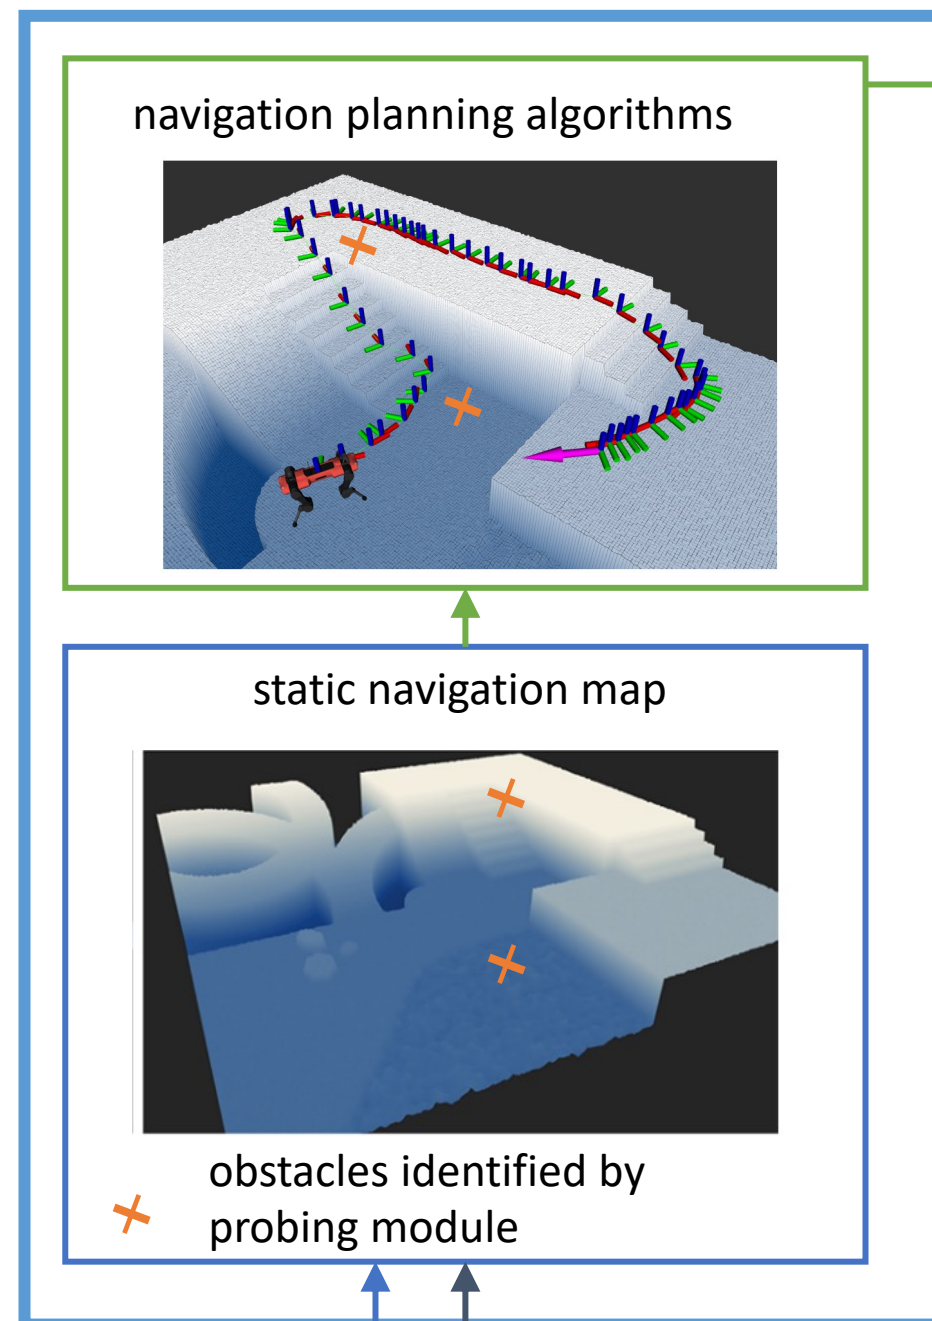 navigation planning algorithms
static navigation map
obstacles identified by
probing module